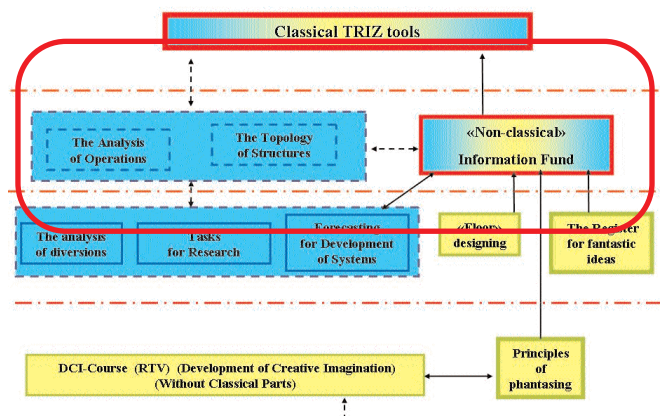 Classical TRIZ tools
The Analysis
of Operations
The Topology
of Structures
«Non-classical»
Information Fund
The analysis
of diversions
Tasks
for Research
Forecasting
for Development
of Systems
«Floor»
designing
The Register
for fantastic
ideas
DCI-Course (RTV) (Development of Creative Imagination)
(Without Classical Parts)
Principles
of
phantasing